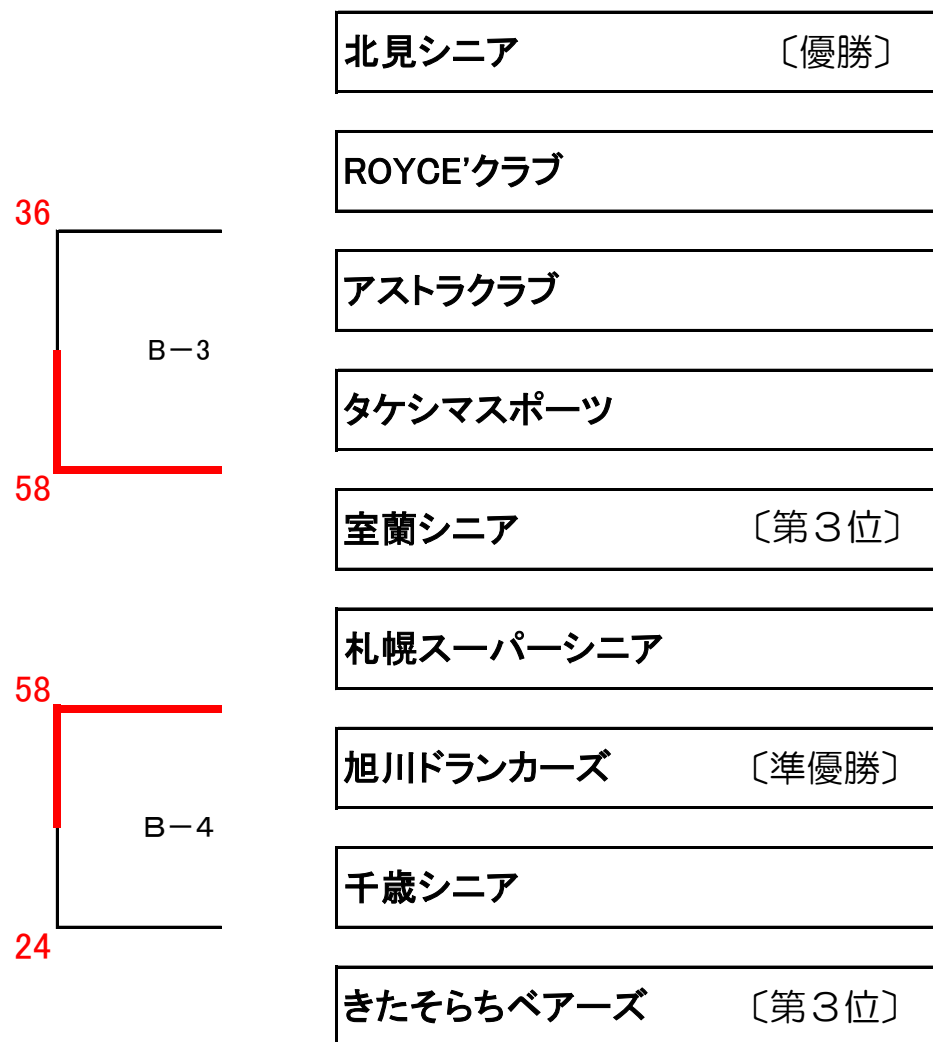 北見シニア 〔優勝〕
ROYCE'クラブ
36
アストラクラブ
B－3
タケシマスポーツ
58
室蘭シニア 〔第３位〕
札幌スーパーシニア
58
旭川ドランカーズ 〔準優勝〕
B－4
千歳シニア
24
きたそらちベアーズ 〔第３位〕